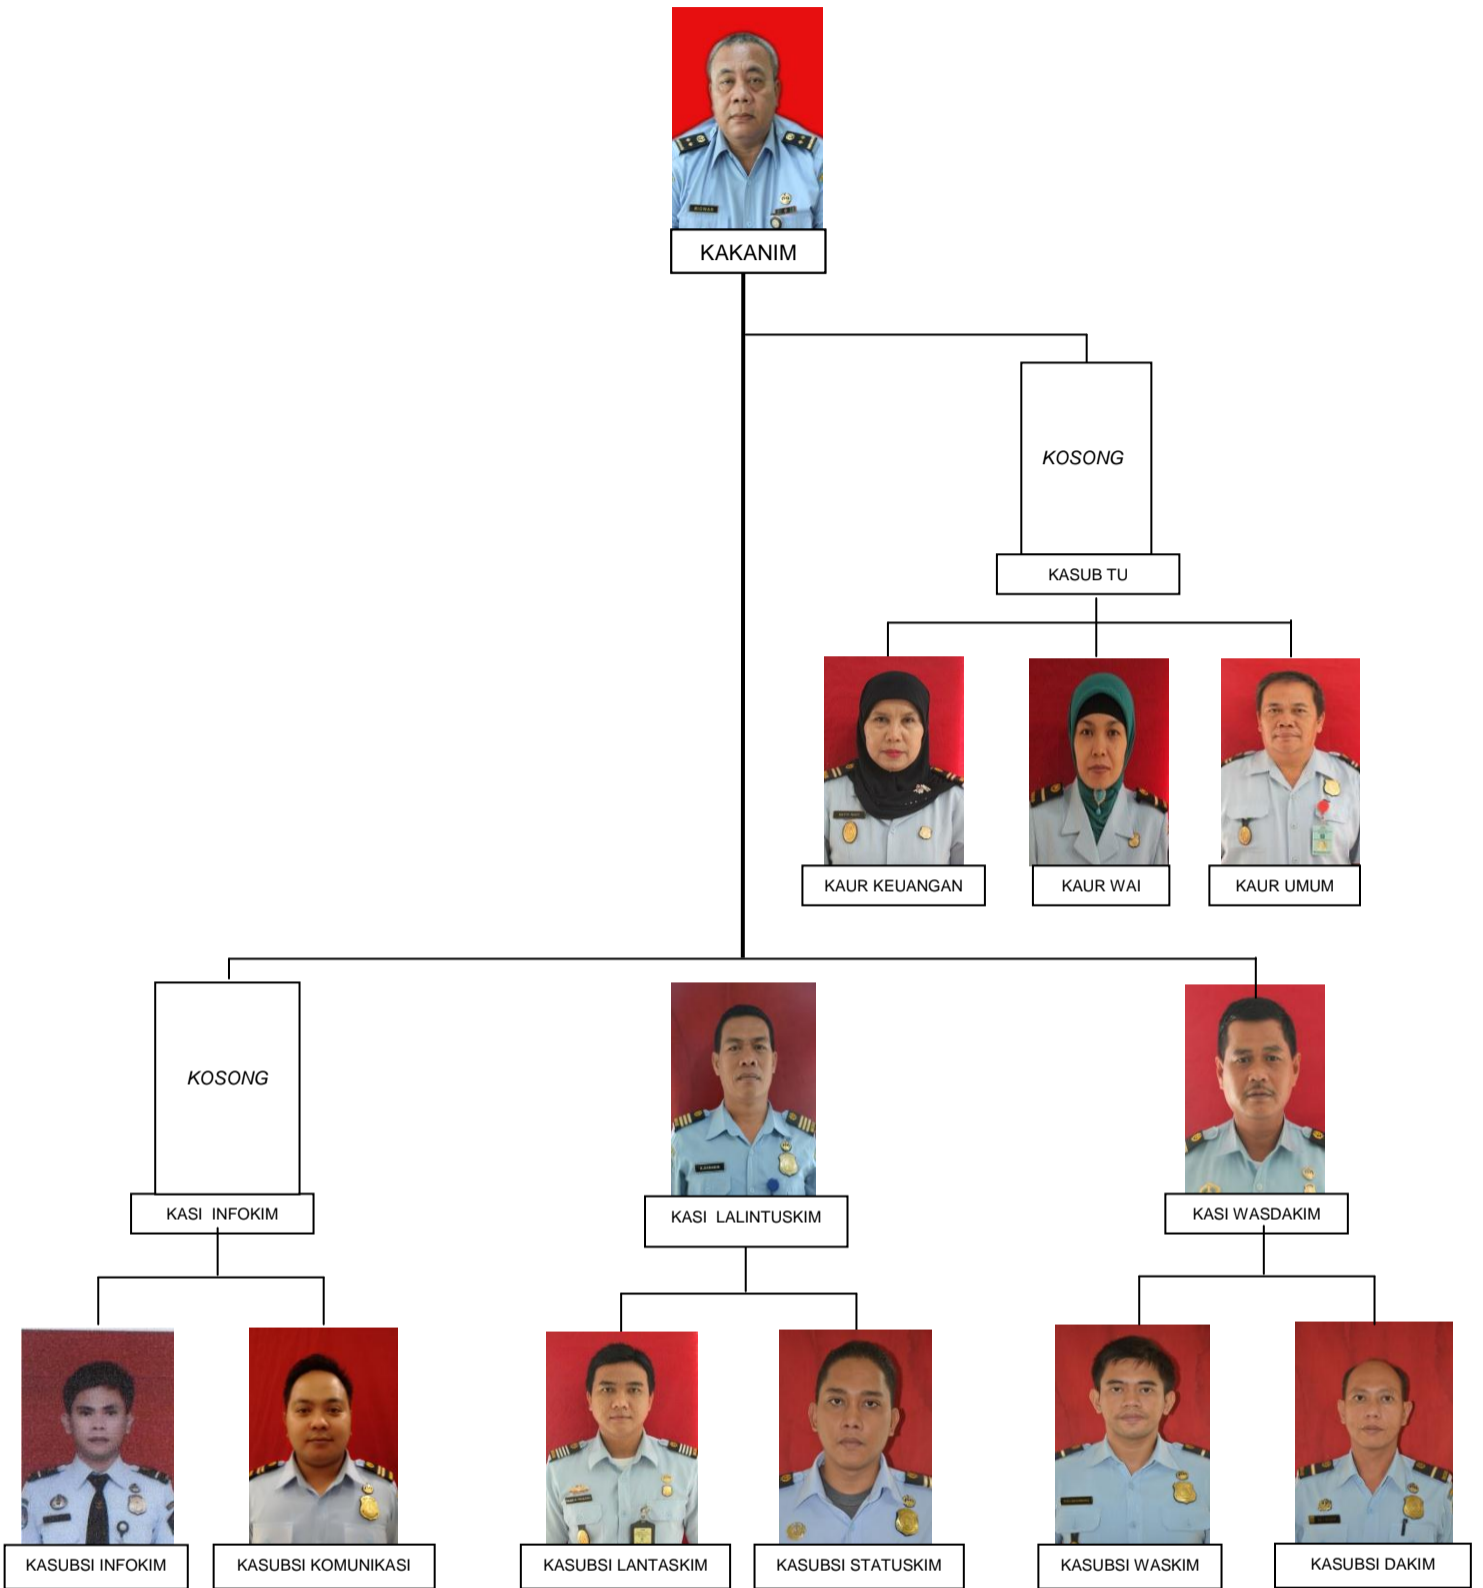 KAKANIM
KOSONG
KASUB TU
KAUR KEUANGAN
KAUR WAI
KAUR UMUM
KOSONG
KASI INFOKIM
KASI LALINTUSKIM
KASI WASDAKIM
KASUBSI INFOKIM
KASUBSI KOMUNIKASI
KASUBSI LANTASKIM
KASUBSI STATUSKIM
KASUBSI WASKIM
KASUBSI DAKIM